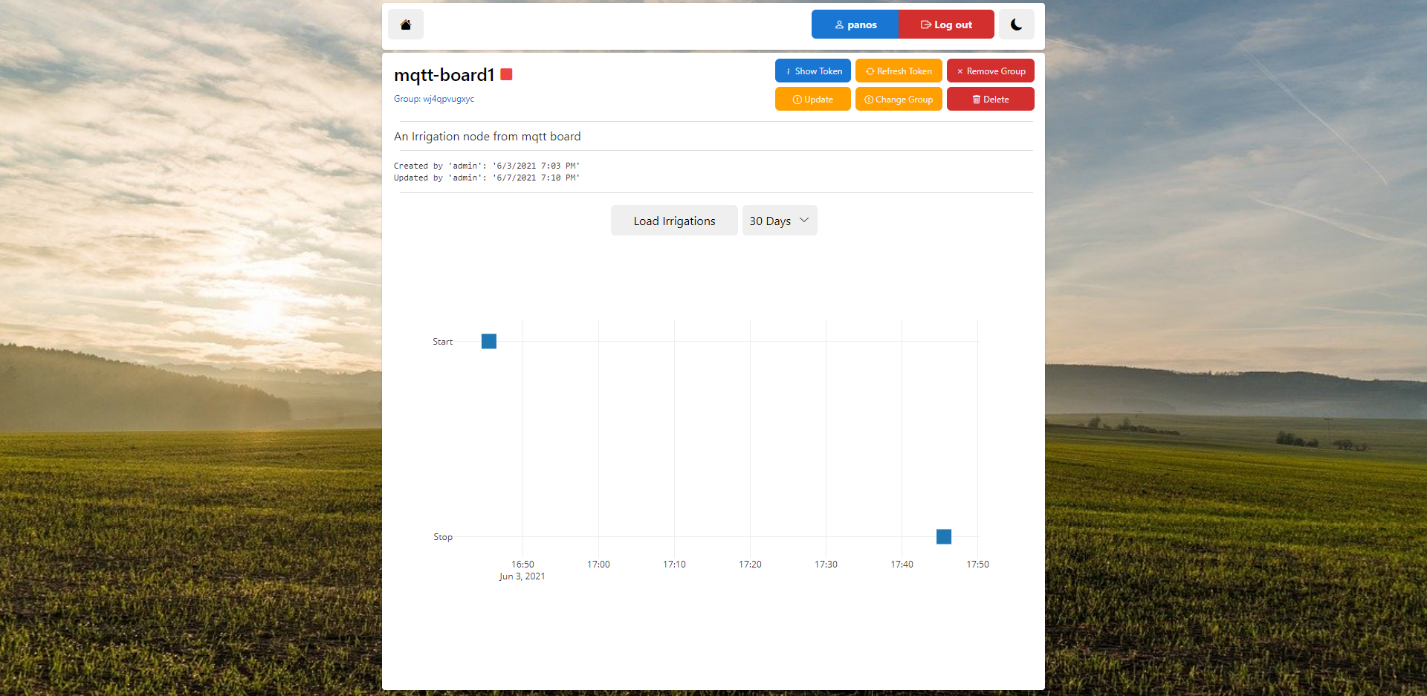 panos
Log out
mqtt-board1
Show Token
Refresh Token
Remove Group
Group: wj4qpvugxyc
Update
Change Group
Delete
An Irrigation node from mqtt board
Created by 'admin': '6/3/2021 7:03 PM'
Updated by 'admin': '6/7/2021 7:10 PM'
Load Irrigations
30 Days
Start
Stop
16:50 17:00 17:10 17:20 17:30 17:40 17:50
Jun 3, 2021